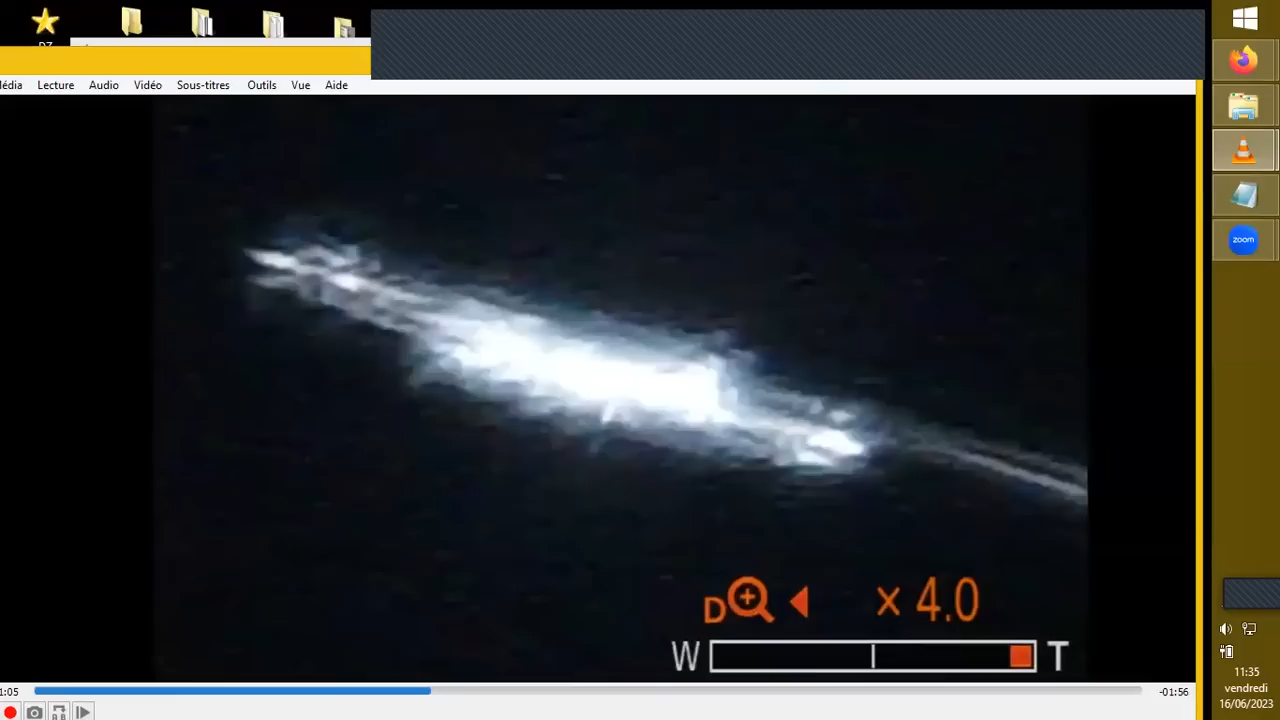 Lecture Audio Vidéo Sous-titres Outils Vue Aide
D × 4.0
W T
1:05 -01:56
zoom
11:35
vendredi
16/06/2023